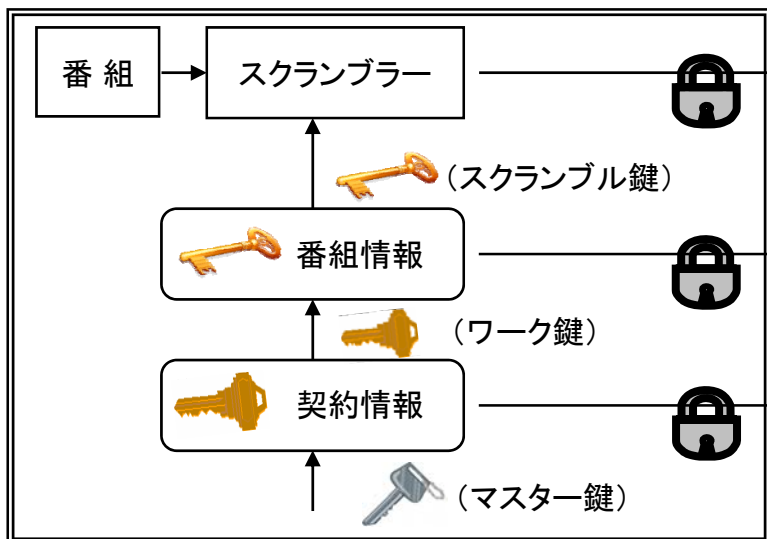 番 組
スクランブラー
（スクランブル鍵）
番組情報
（ワーク鍵）
契約情報
（マスター鍵）